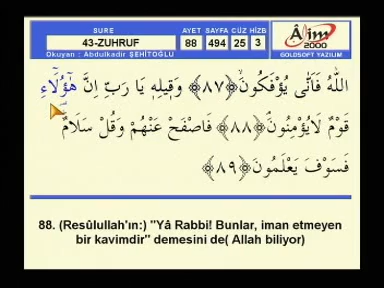 SURE AYET SAYFA CÜZ HİZB
43-ZUHRUF 88 494 25 3
Okuyan : Abdulkadir ŞEHİTOĞLU
Âlim
2000
GOLDSOFT YAZILIM
اللّٰهُ فَاَنّٰى يُؤْفَكُونَۙ ﴿٨٧﴾ وَقٖيلِهٖ يَا رَبِّ اِنَّ هٰٓؤُلَٓاءِ
قَوْمٌ لَايُؤْمِنُونَۢ ﴿٨٨﴾ فَاصْفَحْ عَنْهُمْ وَقُلْ سَلَامٌؕ
فَسَوْفَ يَعْلَمُونَ ﴿٨٩﴾
88. (Resûlullah'ın:) "Yâ Rabbi! Bunlar, iman etmeyen
bir kavimdir" demesini de( Allah biliyor)